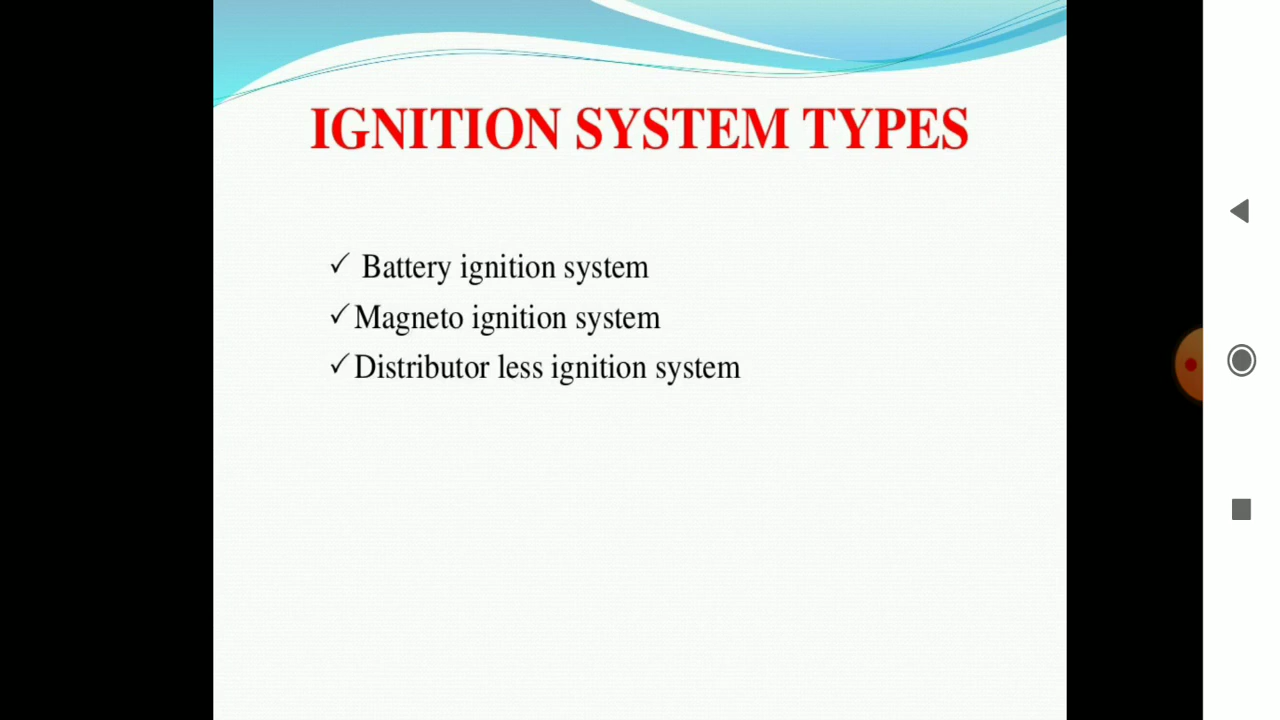 IGNITION SYSTEM TYPES
✓ Battery ignition system
✓Magneto ignition system
✓Distributor less ignition system